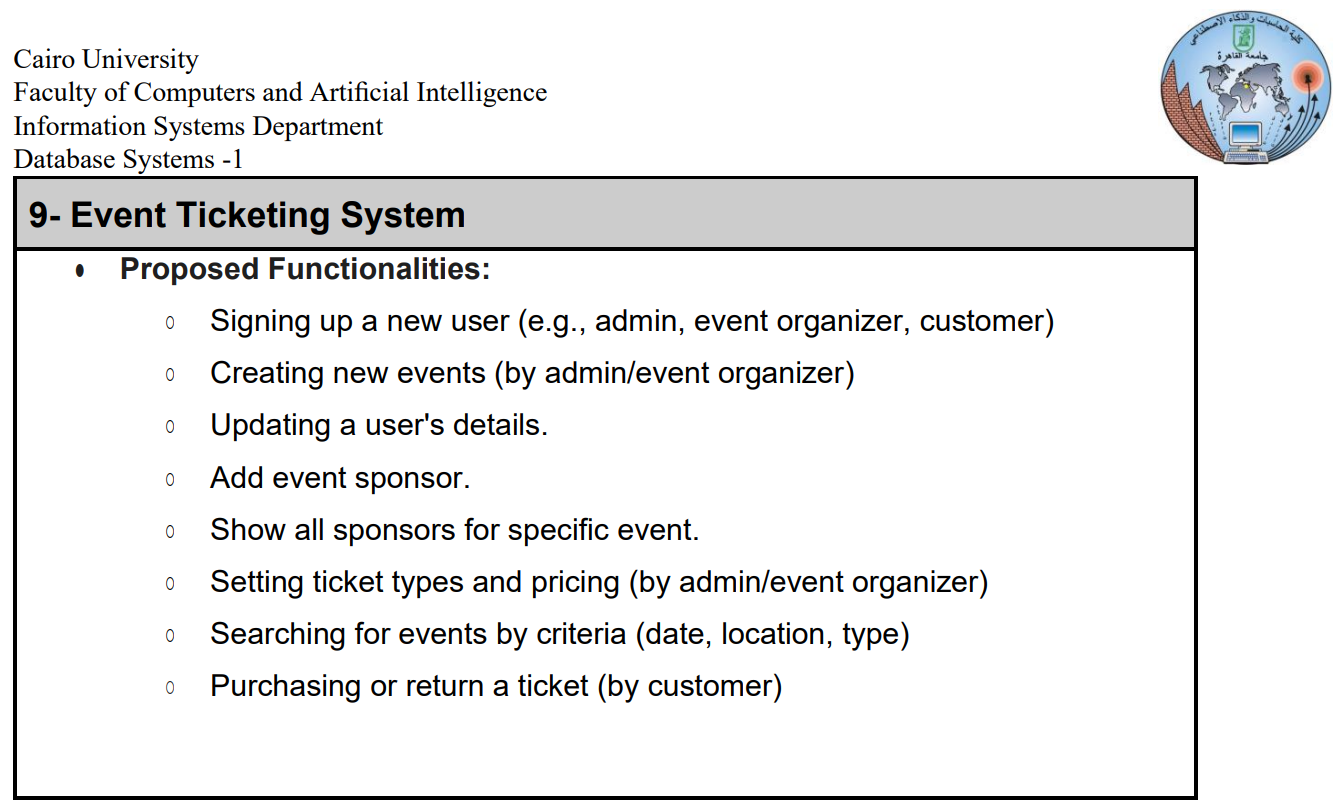 كلية الحاسبات والذكاء الاصطناعي
جامعة القاهرة
Cairo University
Faculty of Computers and Artificial Intelligence
Information Systems Department
Database Systems -1
9- Event Ticketing System
● Proposed Functionalities:
o Signing up a new user (e.g., admin, event organizer, customer)
o Creating new events (by admin/event organizer)
o Updating a user's details.
o Add event sponsor.
o Show all sponsors for specific event.
o Setting ticket types and pricing (by admin/event organizer)
o Searching for events by criteria (date, location, type)
o Purchasing or return a ticket (by customer)